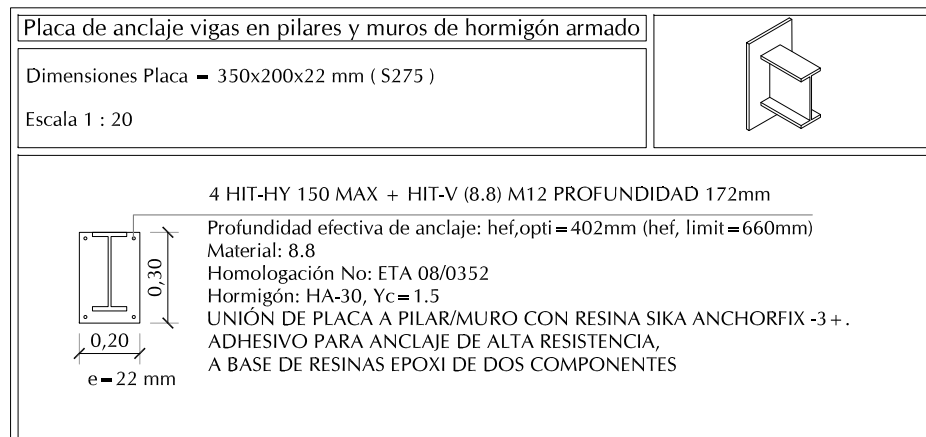 Placa de anclaje vigas en pilares y muros de hormigón armado
Dimensiones Placa = 350x200x22 mm ( S275 )
Escala 1 : 20
4 HIT-HY 150 MAX + HIT-V (8.8) M12 PROFUNDIDAD 172mm
Profundidad efectiva de anclaje: hef,opti=402mm (hef, limit=660mm)
Material: 8.8
Homologación No: ETA 08/0352
Hormigón: HA-30, Yc=1.5
UNIÓN DE PLACA A PILAR/MURO CON RESINA SIKA ANCHORFIX -3+.
ADHESIVO PARA ANCLAJE DE ALTA RESISTENCIA,
A BASE DE RESINAS EPOXI DE DOS COMPONENTES
0,30
0,20
e=22 mm